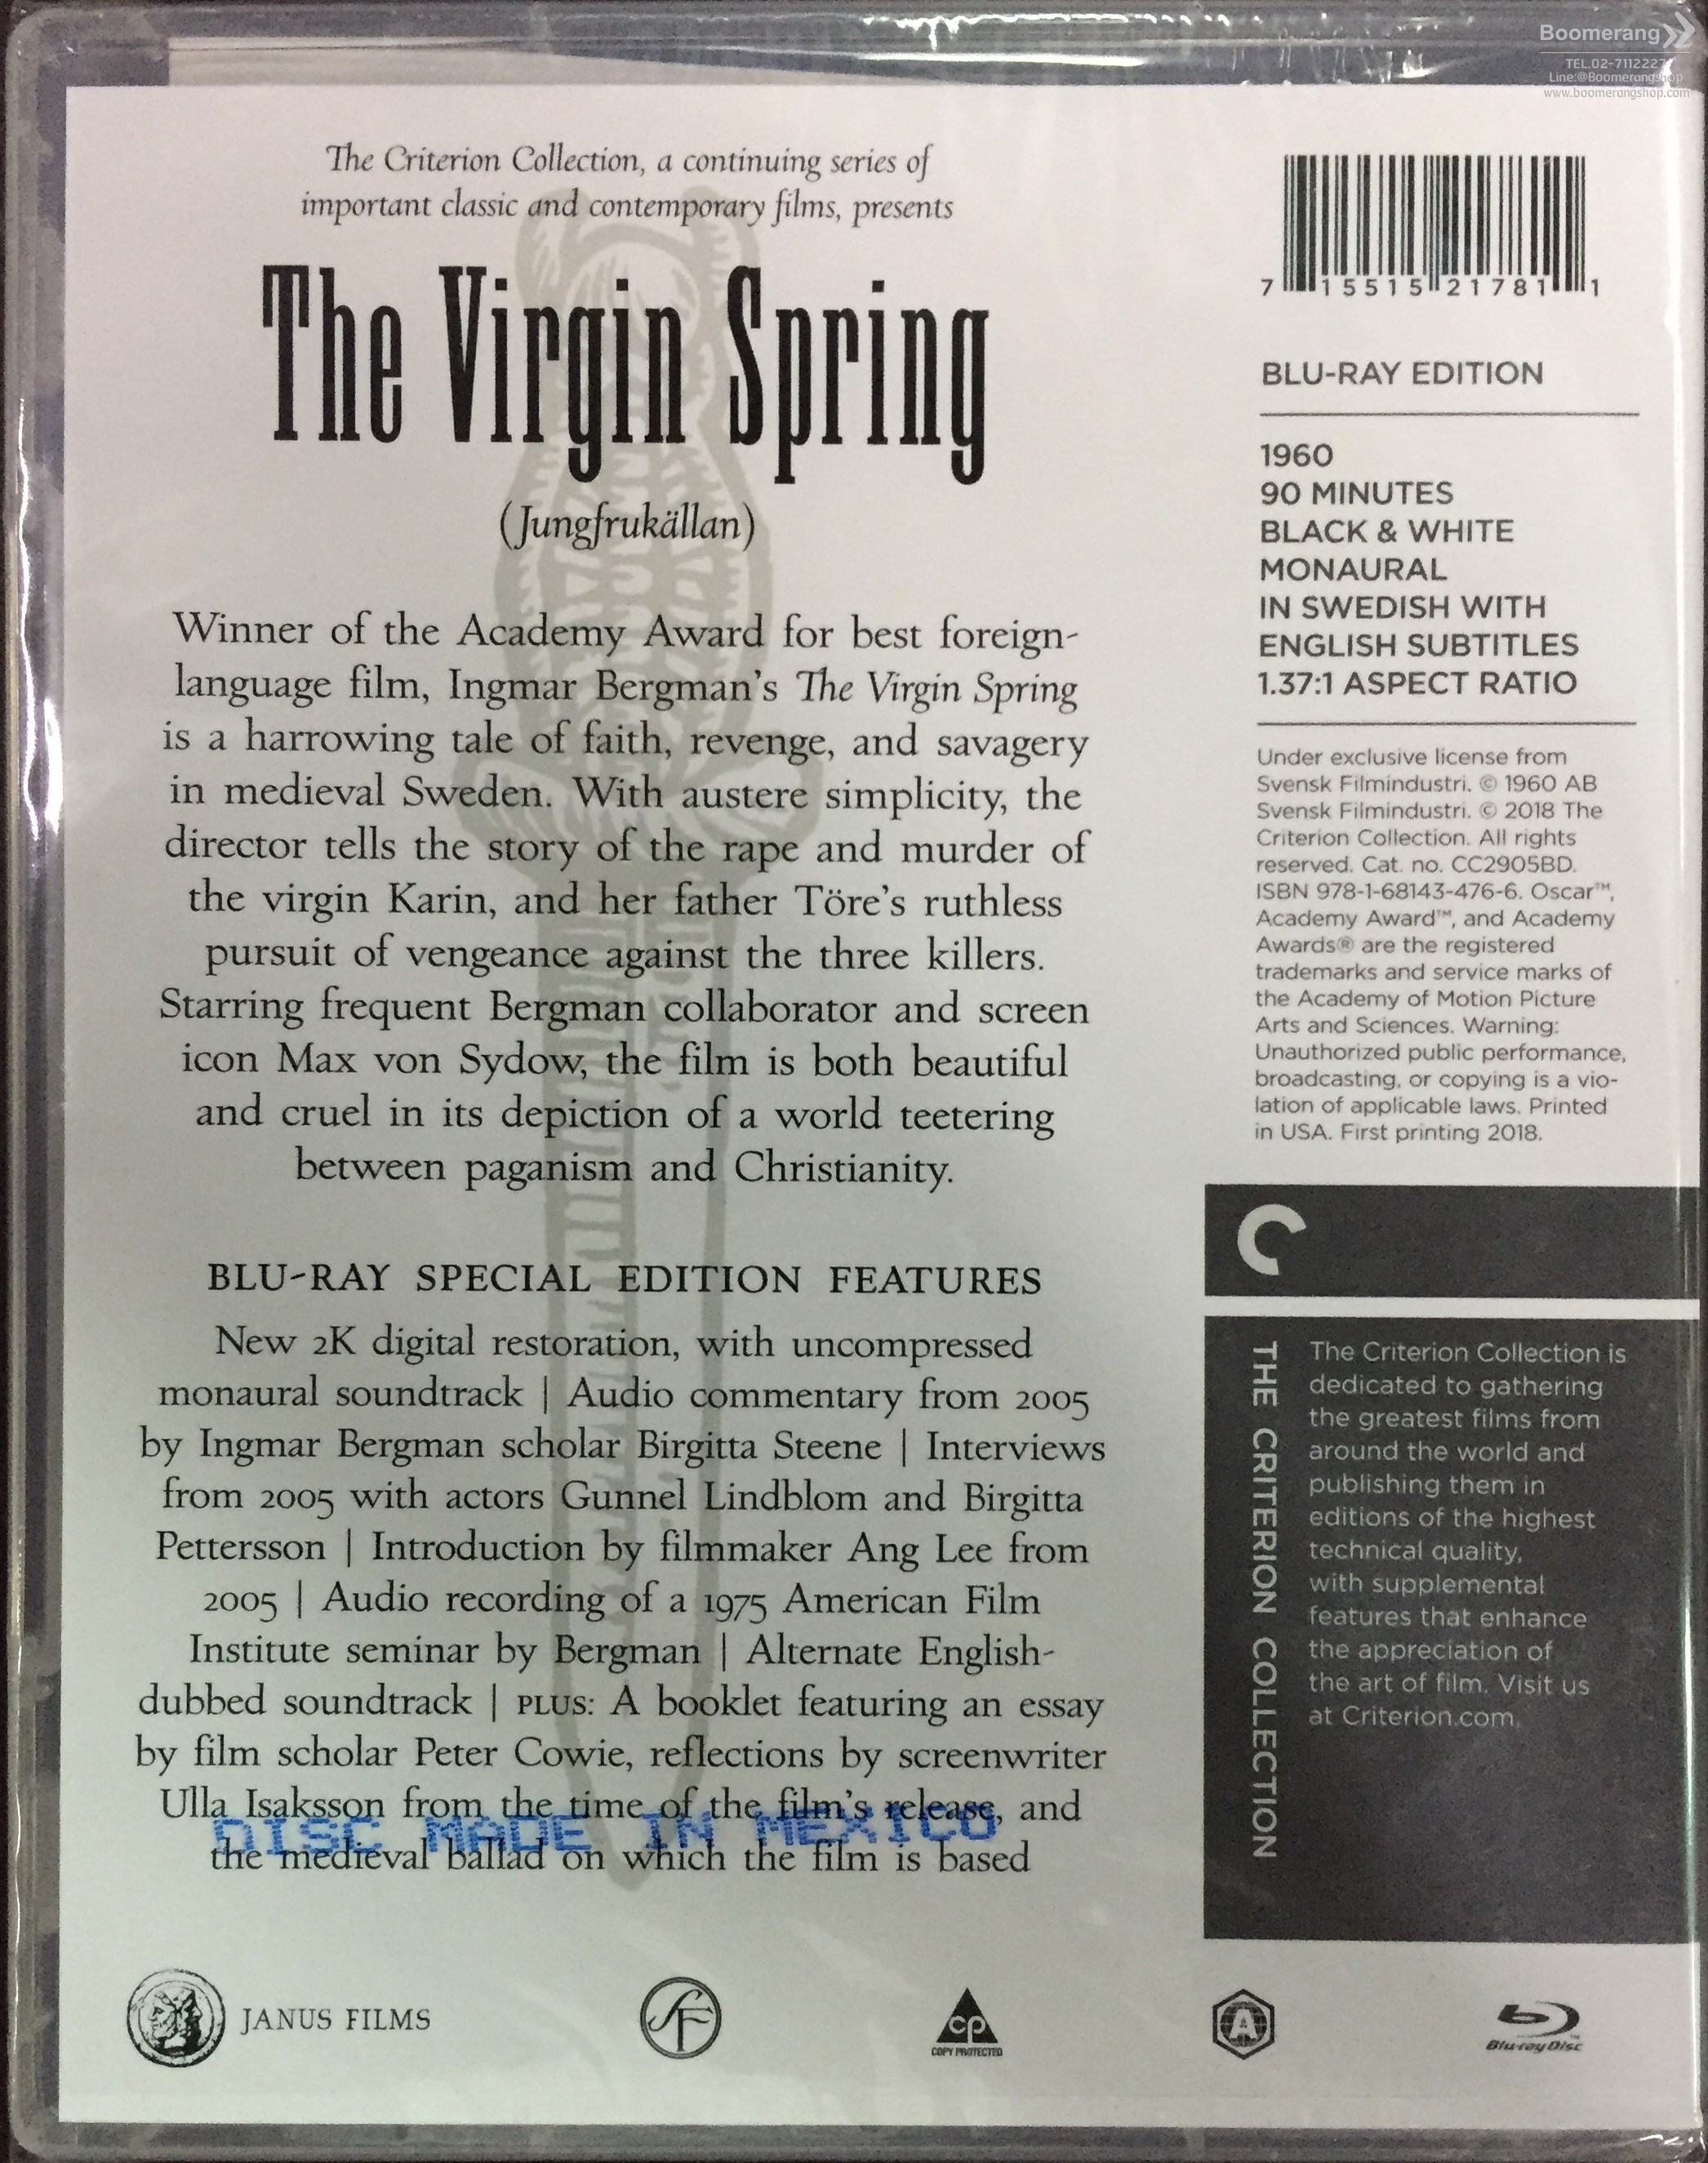 Boomerang
TEL.02-7112227
Line:@Boomerangshop
www.boomerangshop.com
The Criterion Collection, a continuing series of
important classic and contemporary films, presents
The Virgin Spring
(Jungfrukällan)
Winner of the Academy Award for best foreign-
language film, Ingmar Bergman's The Virgin Spring
is a harrowing tale of faith, revenge, and savagery
in medieval Sweden. With austere simplicity, the
director tells the story of the rape and murder of
the virgin Karin, and her father Töre's ruthless
pursuit of vengeance against the three killers.
Starring frequent Bergman collaborator and screen
icon Max von Sydow, the film is both beautiful
and cruel in its depiction of a world teetering
between paganism and Christianity.
BLU-RAY SPECIAL EDITION FEATURES
New 2K digital restoration, with uncompressed
monaural soundtrack | Audio commentary from 2005
by Ingmar Bergman scholar Birgitta Steene | Interviews
from 2005 with actors Gunnel Lindblom and Birgitta
Pettersson | Introduction by filmmaker Ang Lee from
2005 | Audio recording of a 1975 American Film
Institute seminar by Bergman | Alternate English-
dubbed soundtrack | PLUS: A booklet featuring an essay
by film scholar Peter Cowie, reflections by screenwriter
Ulla Isaksson from the time of the film's release, and
DISC MADE IN MEXICO
the medieval ballad on which the film is based
7 15515 21781 1
BLU-RAY EDITION
1960
90 MINUTES
BLACK & WHITE
MONAURAL
IN SWEDISH WITH
ENGLISH SUBTITLES
1.37:1 ASPECT RATIO
Under exclusive license from
Svensk Filmindustri. © 1960 AB
Svensk Filmindustri. © 2018 The
Criterion Collection. All rights
reserved. Cat. no. CC2905BD.
ISBN 978-1-68143-476-6. Oscar™,
Academy Award™, and Academy
Awards® are the registered
trademarks and service marks of
the Academy of Motion Picture
Arts and Sciences. Warning:
Unauthorized public performance,
broadcasting, or copying is a vio-
lation of applicable laws. Printed
in USA. First printing 2018.
C
THE CRITERION COLLECTION
The Criterion Collection is
dedicated to gathering
the greatest films from
around the world and
publishing them in
editions of the highest
technical quality,
with supplemental
features that enhance
the appreciation of
the art of film. Visit us
at Criterion.com.
JANUS FILMS
SF
cp
COPY PROTECTED
A
Blu-ray Disc™